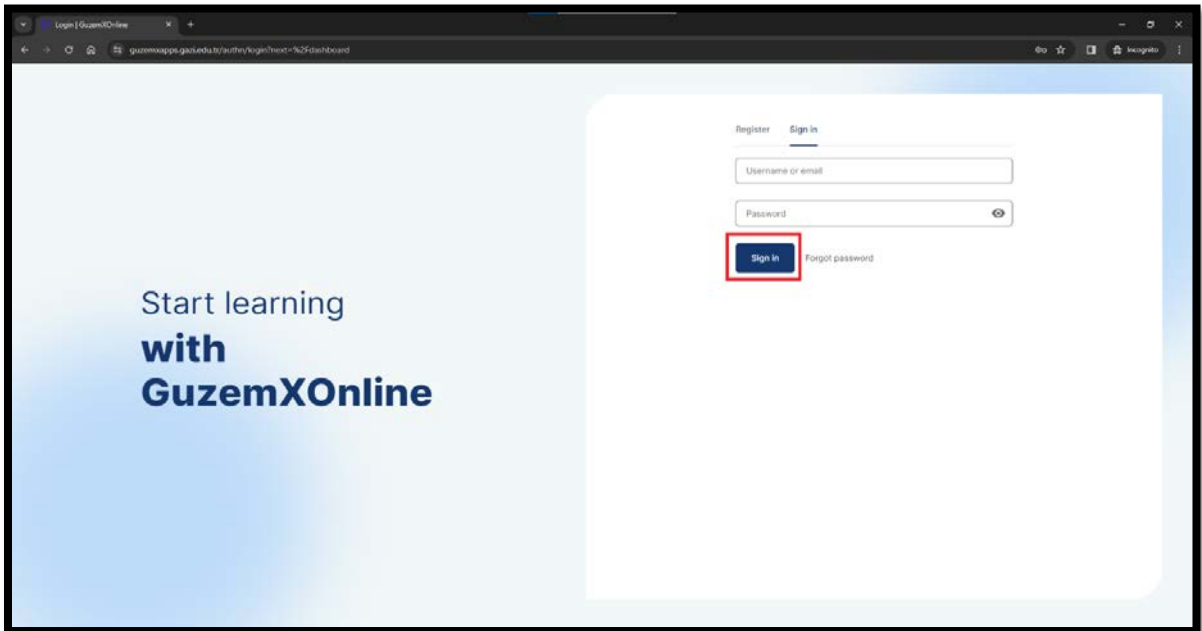 Login | GuzemXOnline
guzemxapps.gazi.edu.tr/authn/login?next=%2Fdashboard
Incognito
Register Sign in
Username or email
Password
Sign in Forgot password
Start learning
with
GuzemXOnline